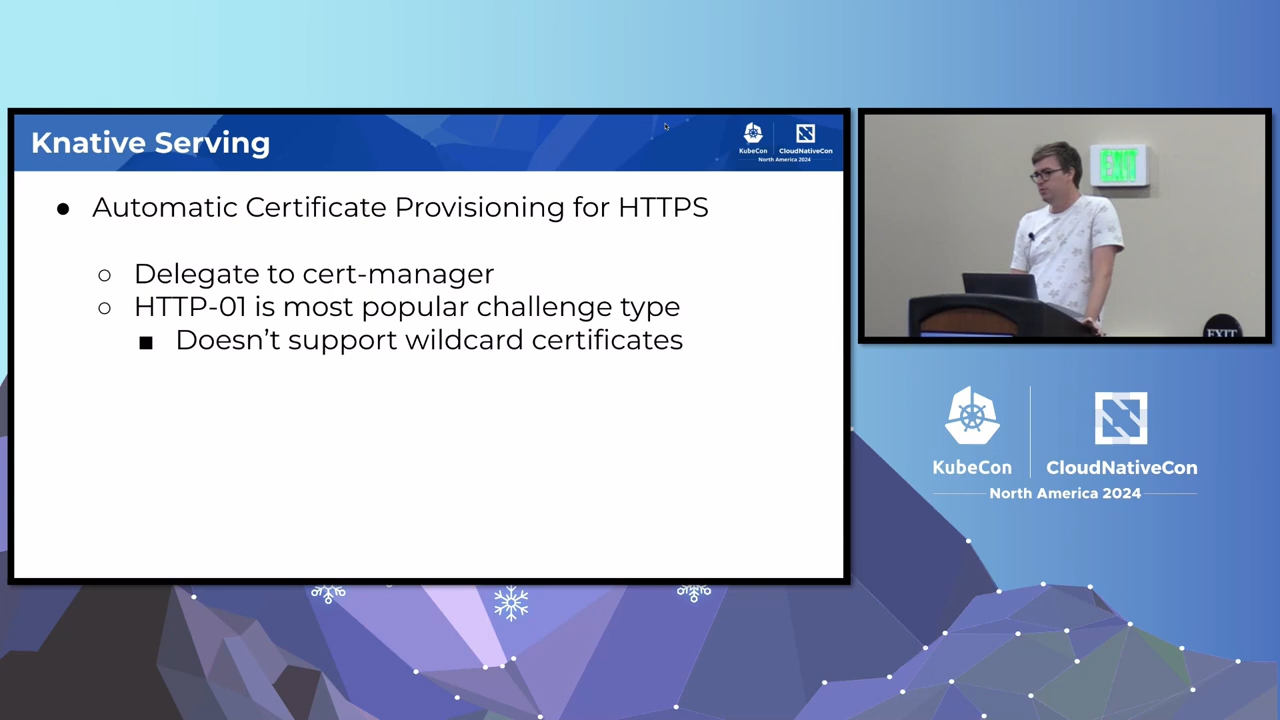 Knative Serving
KubeCon
CloudNativeCon
North America 2024
● Automatic Certificate Provisioning for HTTPS
○ Delegate to cert-manager
○ HTTP-01 is most popular challenge type
■ Doesn’t support wildcard certificates
EXIT
EXIT
KubeCon
CloudNativeCon
North America 2024